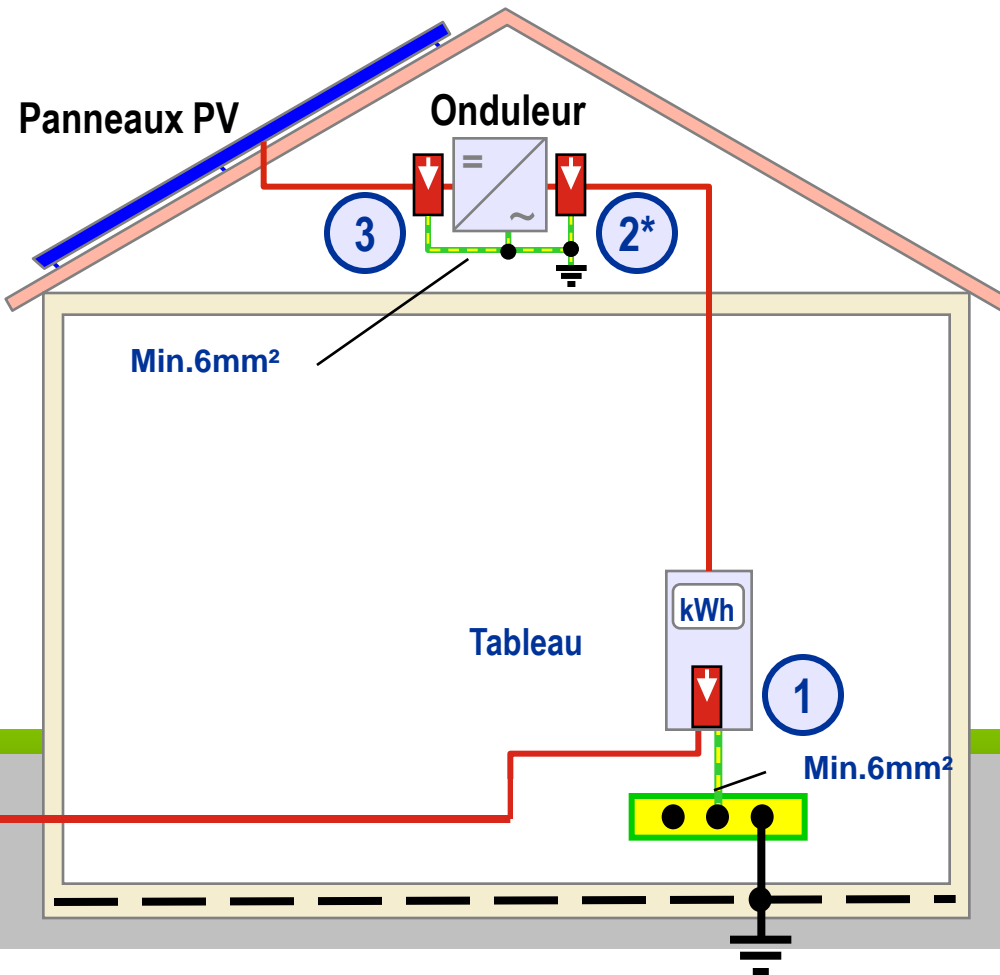 Onduleur
Panneaux PV
=
~
3
2*
Min.6mm²
kWh
Tableau
1
Min.6mm²